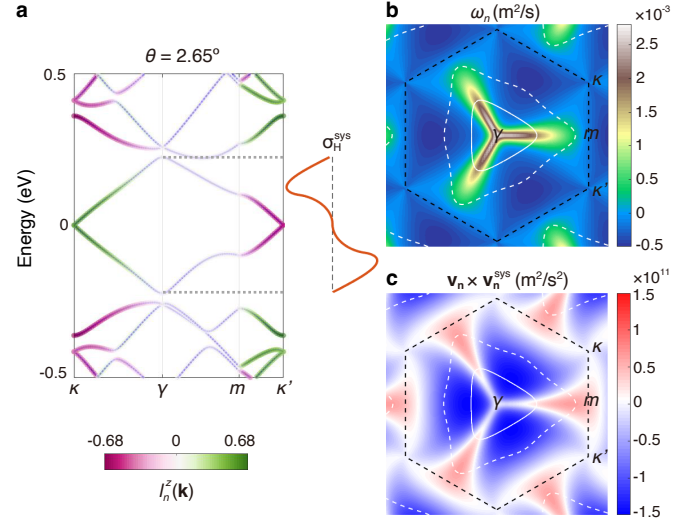 a
θ = 2.65º
Energy (eV)
0.5
0
-0.5
κ
γ
m
κ'
σ_H^sys
-0.68
0
0.68
l_n^z(k)
b
ω_n (m²/s)
×10⁻³
κ
γ
m
κ'
2.5
2
1.5
1
0.5
0
-0.5
c
v_n × v_n^sys (m²/s²)
×10¹¹
κ
γ
m
κ'
1.5
1
0.5
0
-0.5
-1
-1.5